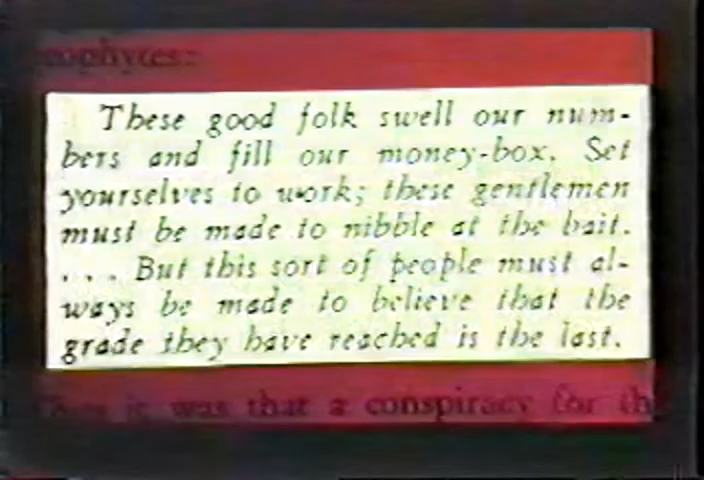 neophytes:
These good folk swell our num-
bers and fill our money-box. Set
yourselves to work; these gentlemen
must be made to nibble at the bait.
. . . But this sort of people must al-
ways be made to believe that the
grade they have reached is the last.
Thus it was that a conspiracy for th